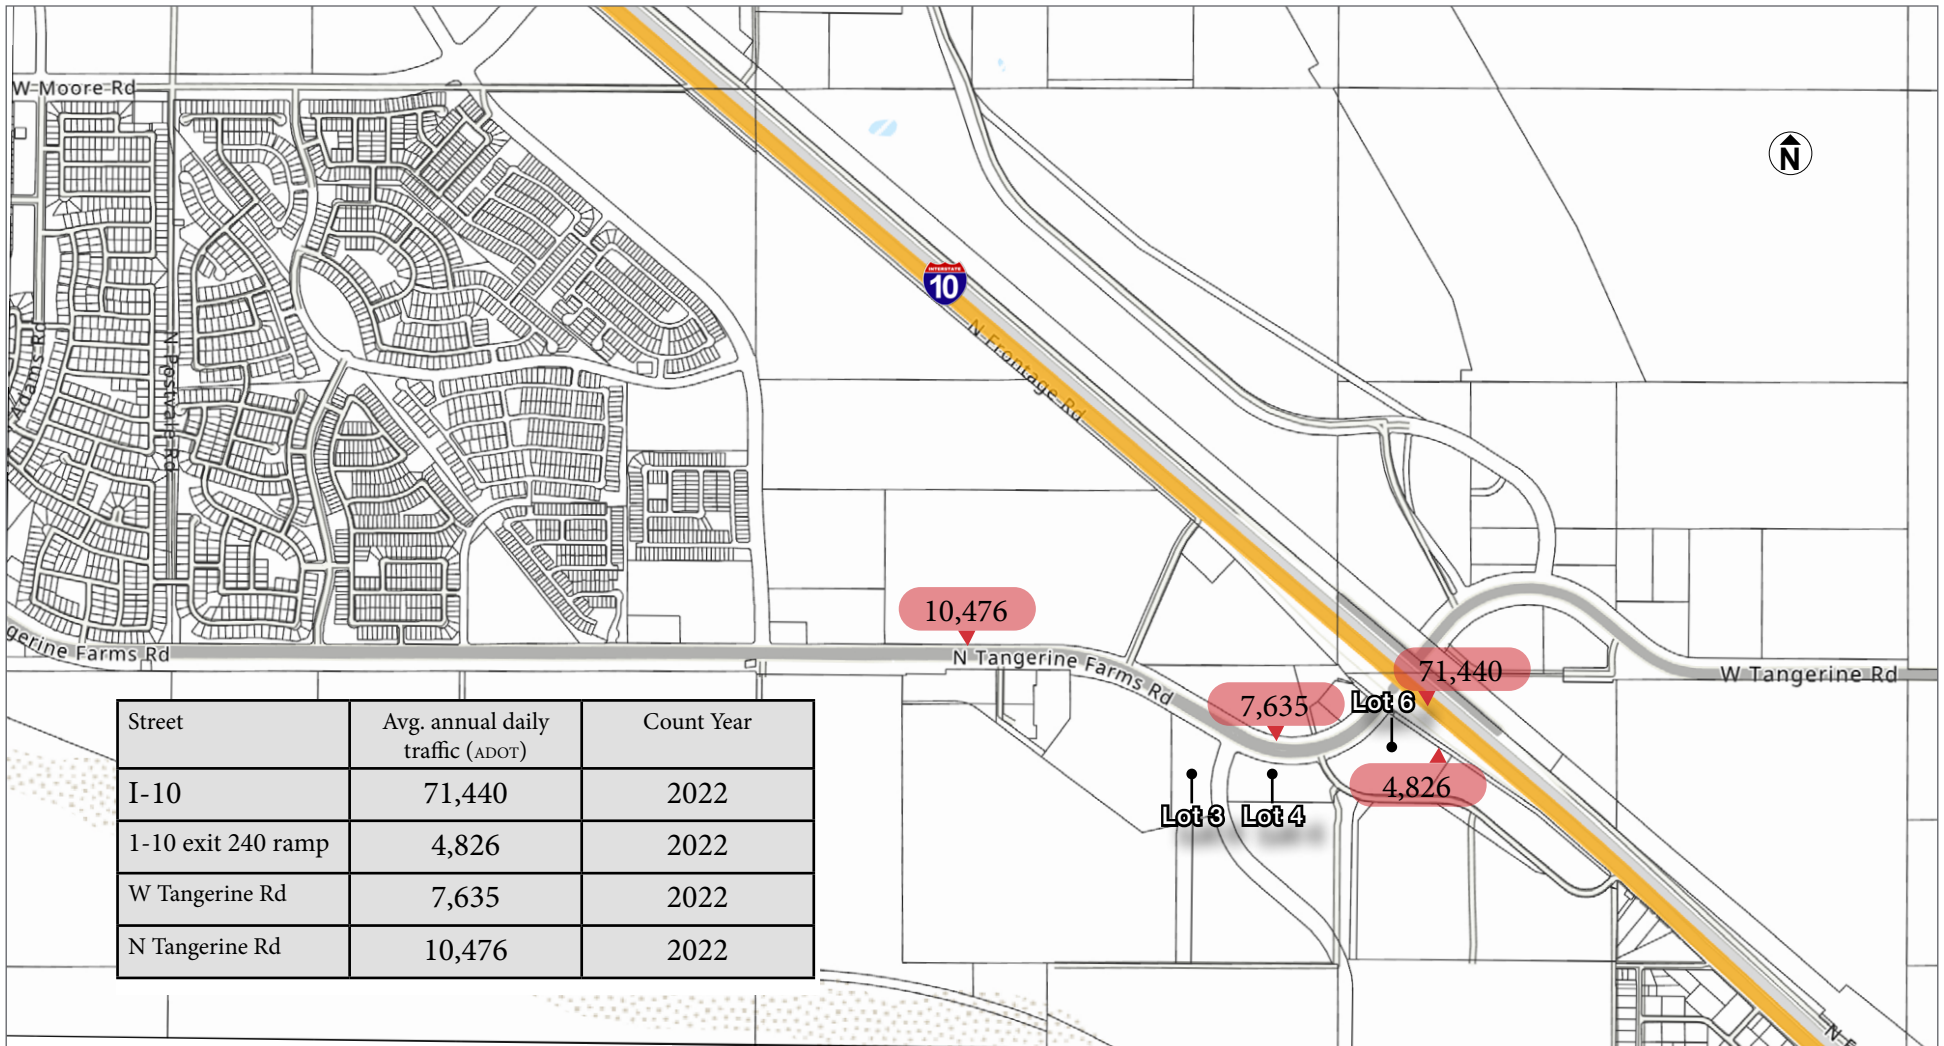 W Moore Rd
N
INTERSTATE
10
N Frontage Rd
Adams Rd
N Postvale Rd
10,476
gerine Farms Rd
N Tangerine Farms Rd
71,440
W Tangerine Rd
7,635
Lot 6
4,826
Lot 3
Lot 4
Street
Avg. annual daily
traffic (ADOT)
Count Year
I-10
71,440
2022
1-10 exit 240 ramp
4,826
2022
W Tangerine Rd
7,635
2022
N Tangerine Rd
10,476
2022